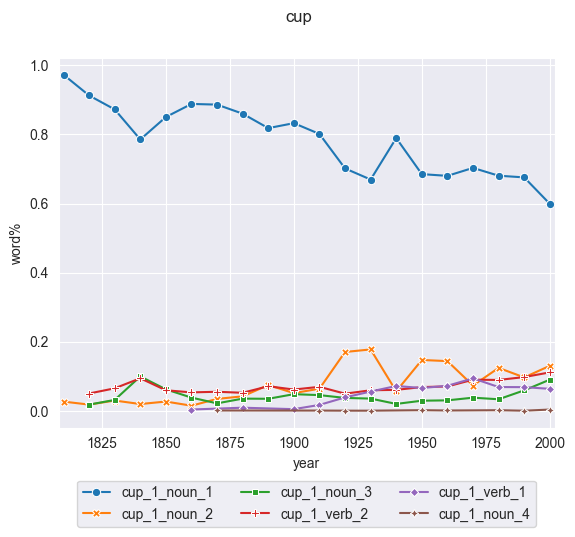 cup
1.0
0.8
0.6
0.4
0.2
0.0
word%
1825 1850 1875 1900 1925 1950 1975 2000
year
cup_1_noun_1 cup_1_noun_3 cup_1_verb_1
cup_1_noun_2 cup_1_verb_2 cup_1_noun_4